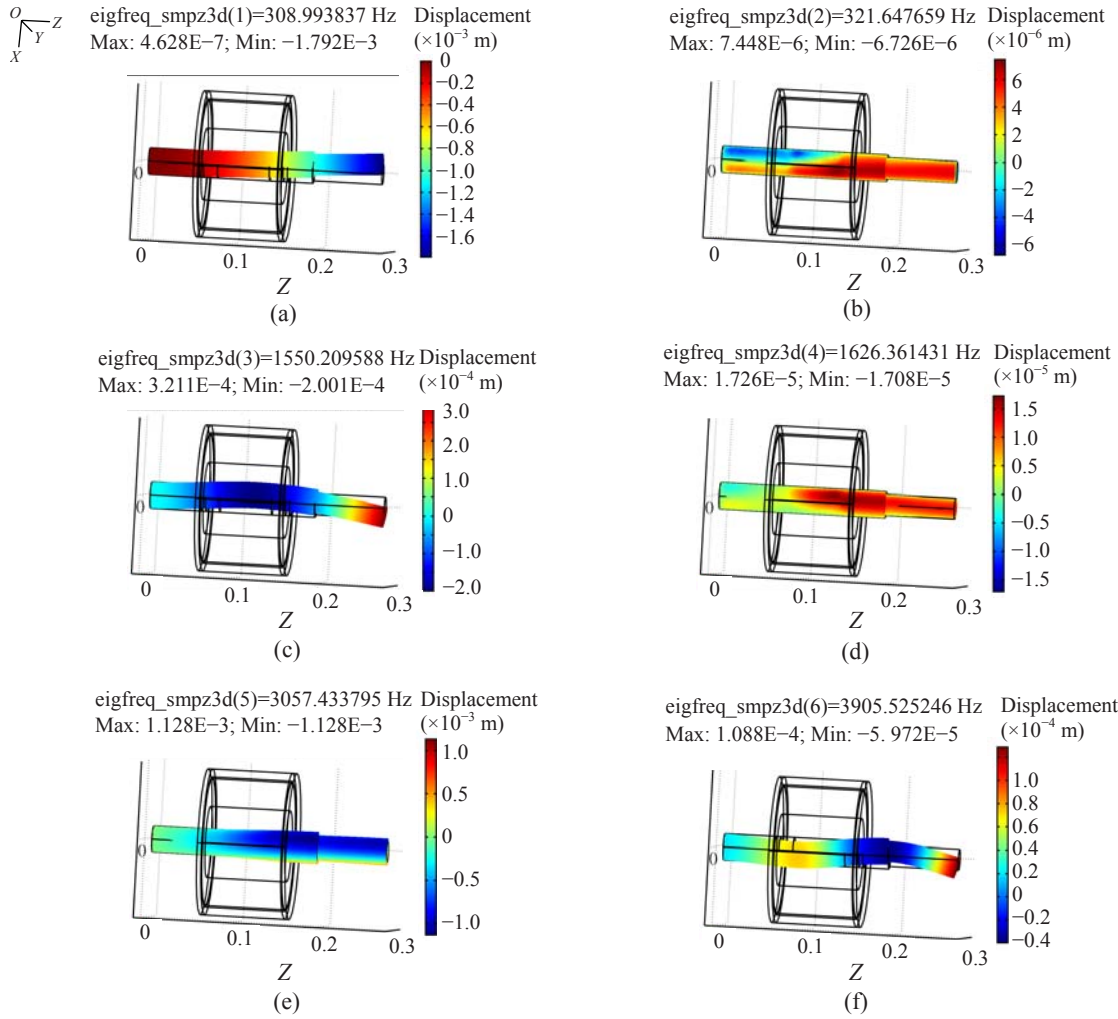 O
Z
Y
X
eigfreq_smpz3d(1)=308.993837 Hz
Max: 4.628E-7; Min: −1.792E−3
Displacement
(×10⁻³ m)
0
−0.2
−0.4
−0.6
−0.8
−1.0
−1.2
−1.4
−1.6
0
0
0.1
0.2
0.3
Z
(a)
eigfreq_smpz3d(2)=321.647659 Hz
Max: 7.448E-6; Min: −6.726E−6
Displacement
(×10⁻⁶ m)
6
4
2
0
−2
−4
−6
0
0
0.1
0.2
0.3
Z
(b)
eigfreq_smpz3d(3)=1550.209588 Hz
Max: 3.211E−4; Min: −2.001E−4
Displacement
(×10⁻⁴ m)
3.0
2.0
1.0
0
−1.0
−2.0
0
0
0.1
0.2
0.3
Z
(c)
eigfreq_smpz3d(4)=1626.361431 Hz
Max: 1.726E−5; Min: −1.708E−5
Displacement
(×10⁻⁵ m)
1.5
1.0
0.5
0
−0.5
−1.0
−1.5
0
0
0.1
0.2
0.3
Z
(d)
eigfreq_smpz3d(5)=3057.433795 Hz
Max: 1.128E−3; Min: −1.128E−3
Displacement
(×10⁻³ m)
1.0
0.5
0
−0.5
−1.0
0
0
0.1
0.2
0.3
Z
(e)
eigfreq_smpz3d(6)=3905.525246 Hz
Max: 1.088E−4; Min: −5. 972E−5
Displacement
(×10⁻⁴ m)
1.0
0.8
0.6
0.4
0.2
0
−0.2
−0.4
0
0
0.1
0.2
0.3
Z
(f)